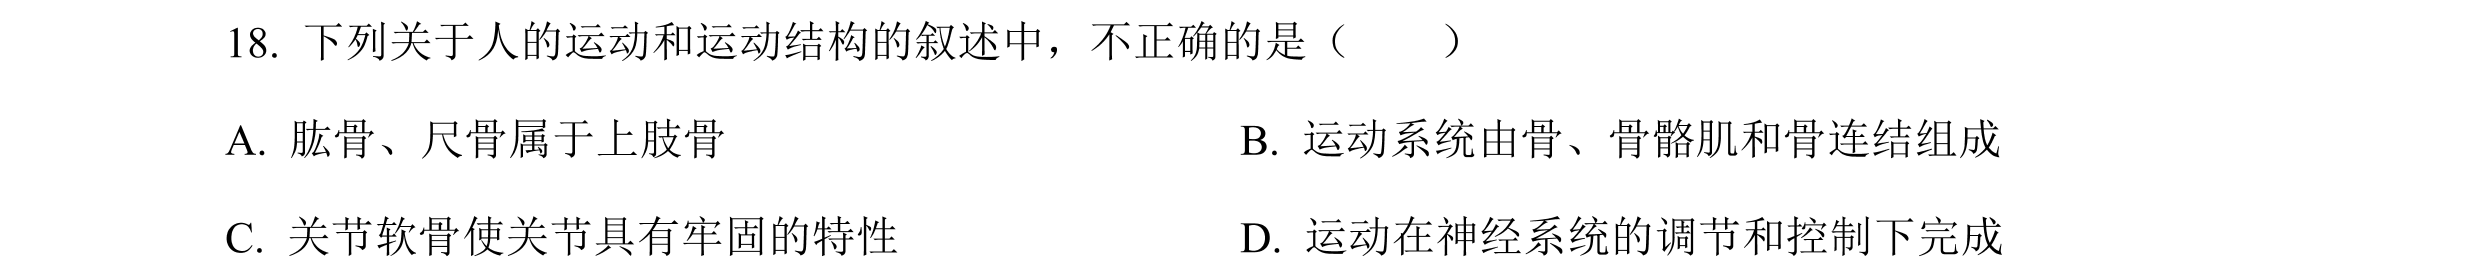 18. 下列关于人的运动和运动结构的叙述中，不正确的是（　　）
A. 肱骨、尺骨属于上肢骨　　B. 运动系统由骨、骨骼肌和骨连结组成
C. 关节软骨使关节具有牢固的特性　　D. 运动在神经系统的调节和控制下完成